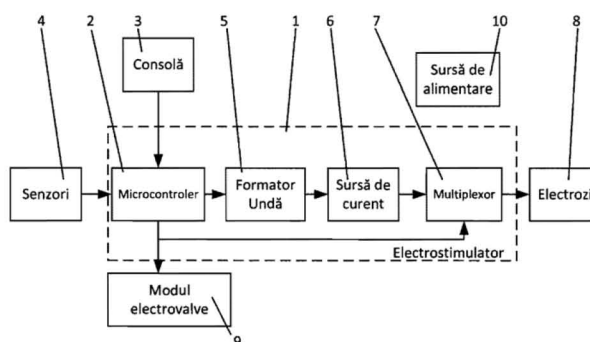 4
2
3
5
1
6
7
10
8
Consolă
Sursă de
alimentare
Senzori
Microcontroler
Formator
Undă
Sursă de
curent
Multiplexor
Electrozi
Electrostimulator
Modul
electrovalve
9